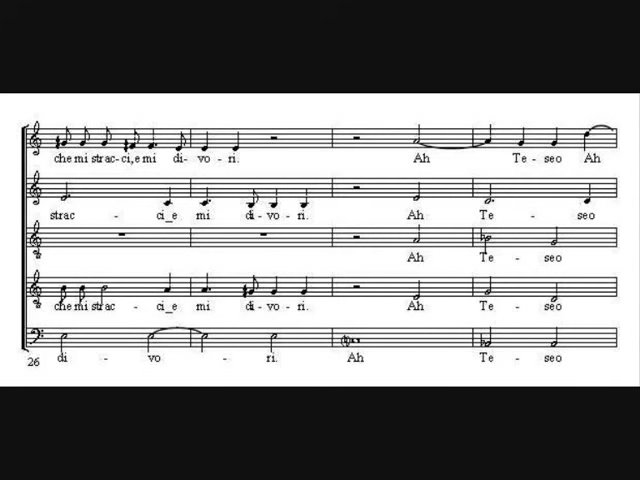 che mi strac-ci,e mi di-vo-ri. Ah Te-seo Ah
strac-ci_e mi di-vo-ri. Ah Te-seo
Ah Te-seo
che mi strac-ci_e mi di-vo-ri. Ah Te-seo
di-vo-ri. Ah Te-seo
26